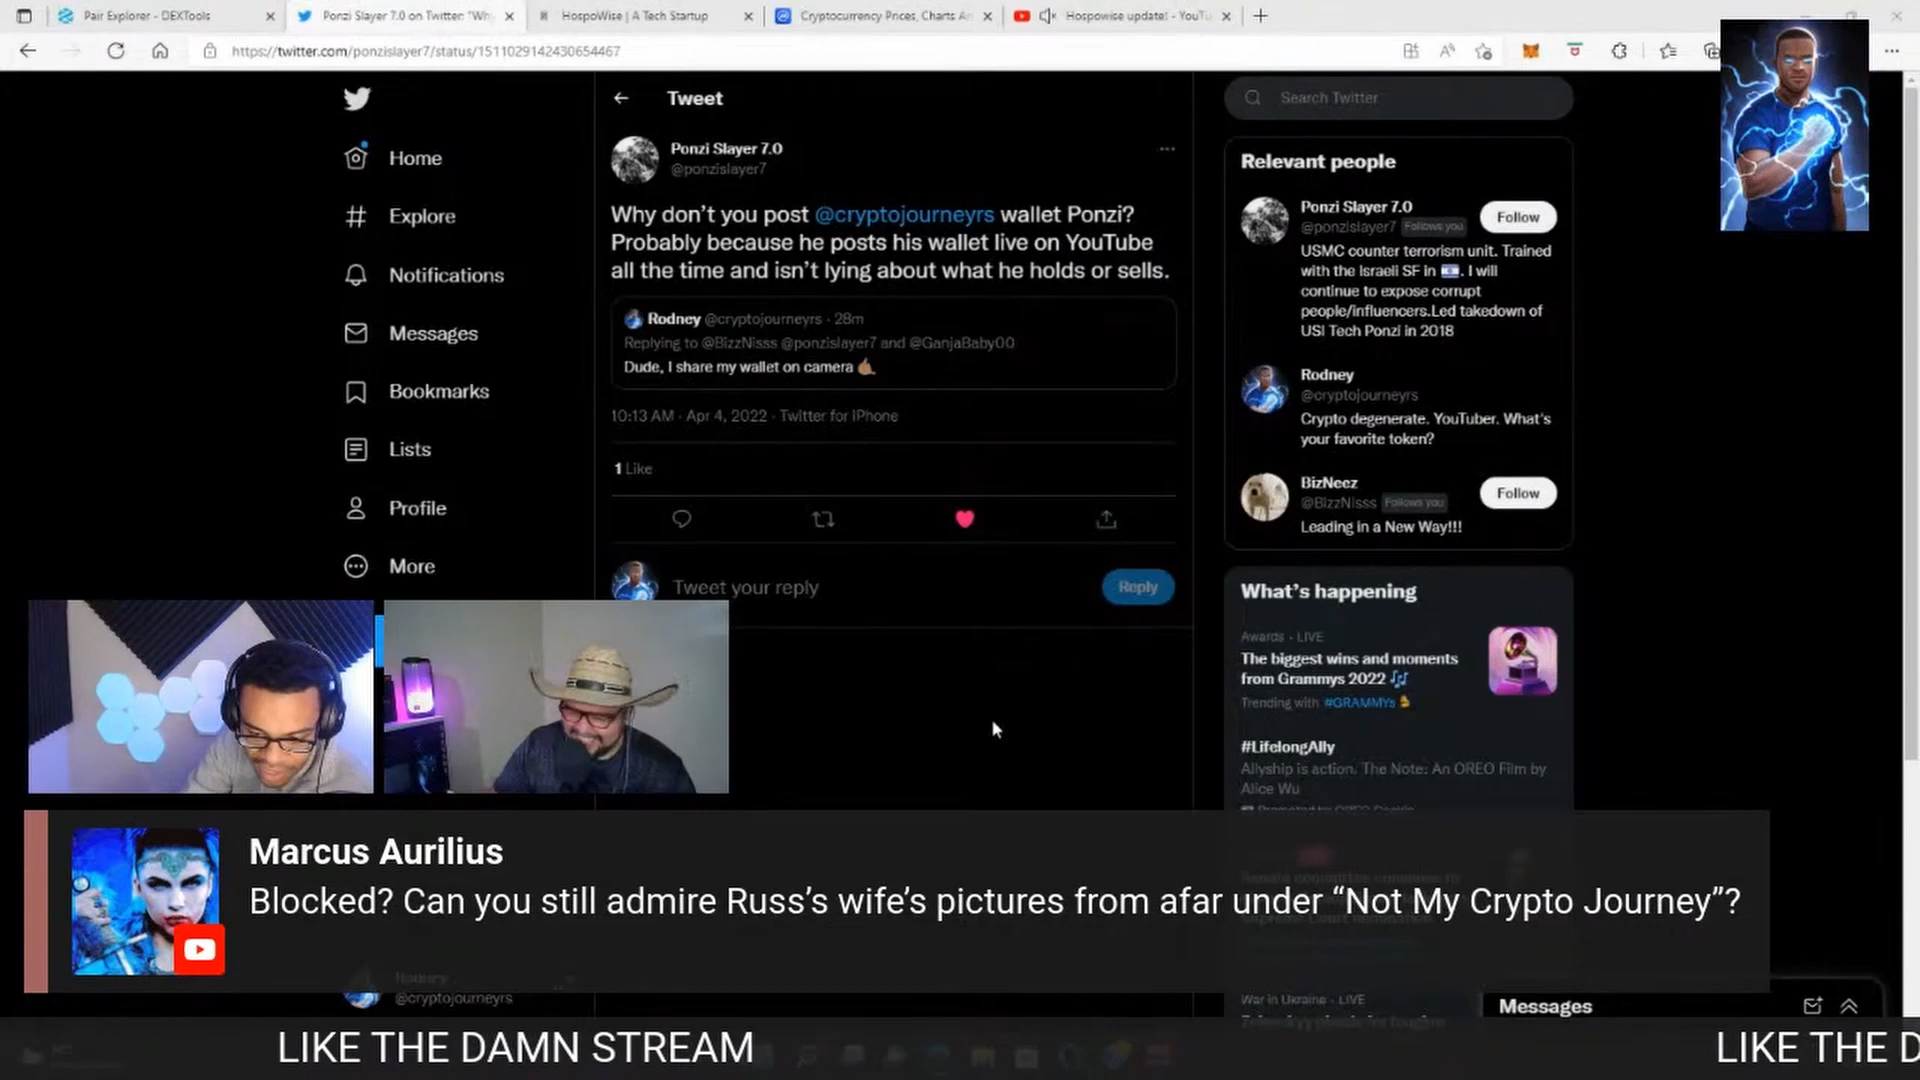 Pair Explorer - DEXTools
Ponzi Slayer 7.0 on Twitter: "Wh
HospoWise | A Tech Startup
Cryptocurrency Prices, Charts An
Hospowise update! - YouTu
https://twitter.com/ponzislayer7/status/1511029142430654467
Home
Explore
Notifications
Messages
Bookmarks
Lists
Profile
More
Tweet
Ponzi Slayer 7.0
@ponzislayer7
Why don't you post @cryptojourneyrs wallet Ponzi?
Probably because he posts his wallet live on YouTube
all the time and isn't lying about what he holds or sells.
Rodney @cryptojourneyrs · 28m
Replying to @BizzNisss @ponzislayer7 and @GanjaBaby00
Dude, I share my wallet on camera
10:13 AM · Apr 4, 2022 · Twitter for iPhone
1 Like
Tweet your reply
Reply
Search Twitter
Relevant people
Ponzi Slayer 7.0
@ponzislayer7 Follows you
Follow
USMC counter terrorism unit. Trained
with the Israeli SF in 🇮🇱. I will
continue to expose corrupt
people/influencers.Led takedown of
USI Tech Ponzi in 2018
Rodney
@cryptojourneyrs
Crypto degenerate. YouTuber. What's
your favorite token?
BizNeez
@BizzNisss Follows you
Follow
Leading in a New Way!!!
What's happening
Awards · LIVE
The biggest wins and moments
from Grammys 2022
Trending with #GRAMMYs
#LifelongAlly
Allyship is action. The Note: An OREO Film by
Alice Wu
Marcus Aurilius
Blocked? Can you still admire Russ's wife's pictures from afar under “Not My Crypto Journey”?
Rodney
@cryptojourneyrs
War in Ukraine · LIVE
Messages
LIKE THE DAMN STREAM
LIKE THE D